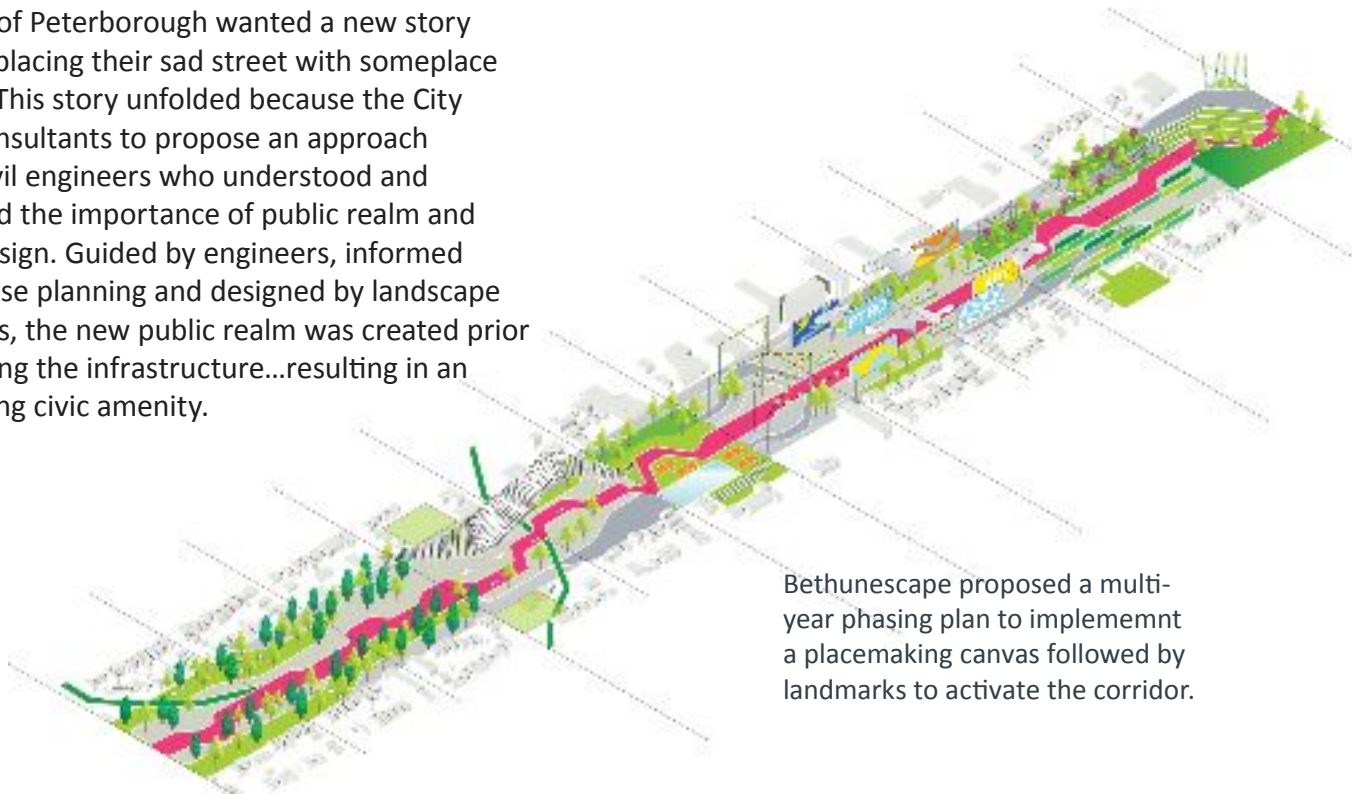 of Peterborough wanted a new story
placing their sad street with someplace
This story unfolded because the City
nsultants to propose an approach
vil engineers who understood and
d the importance of public realm and
sign. Guided by engineers, informed
se planning and designed by landscape
s, the new public realm was created prior
ng the infrastructure...resulting in an
ng civic amenity.
Bethunescape proposed a multi-
year phasing plan to implememnt
a placemaking canvas followed by
landmarks to activate the corridor.